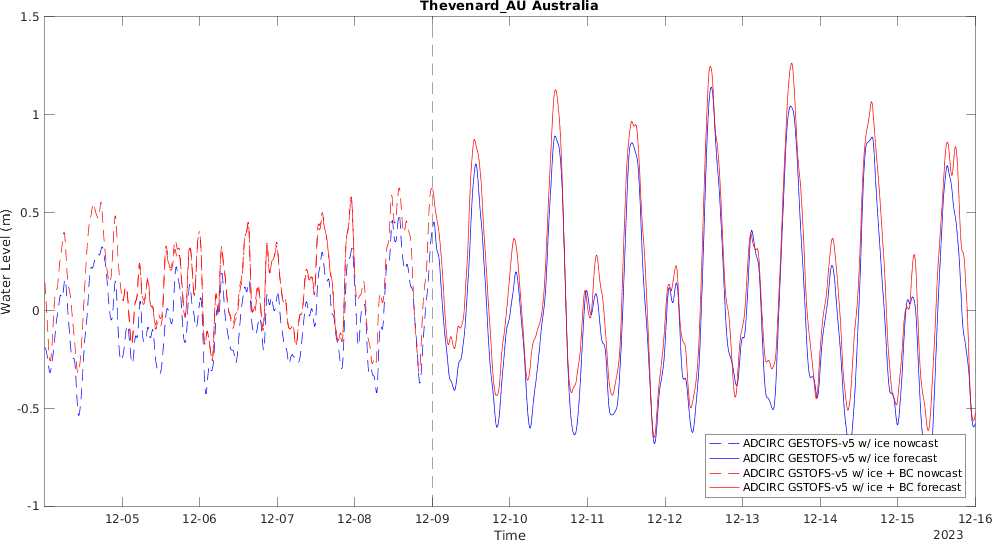 Thevenard_AU Australia
1.5
1
0.5
0
-0.5
-1
Water Level (m)
ADCIRC GESTOFS-v5 w/ ice nowcast
ADCIRC GESTOFS-v5 w/ ice forecast
ADCIRC GSTOFS-v5 w/ ice + BC nowcast
ADCIRC GSTOFS-v5 w/ ice + BC forecast
12-05 12-06 12-07 12-08 12-09 12-10 12-11 12-12 12-13 12-14 12-15 12-16
Time
2023